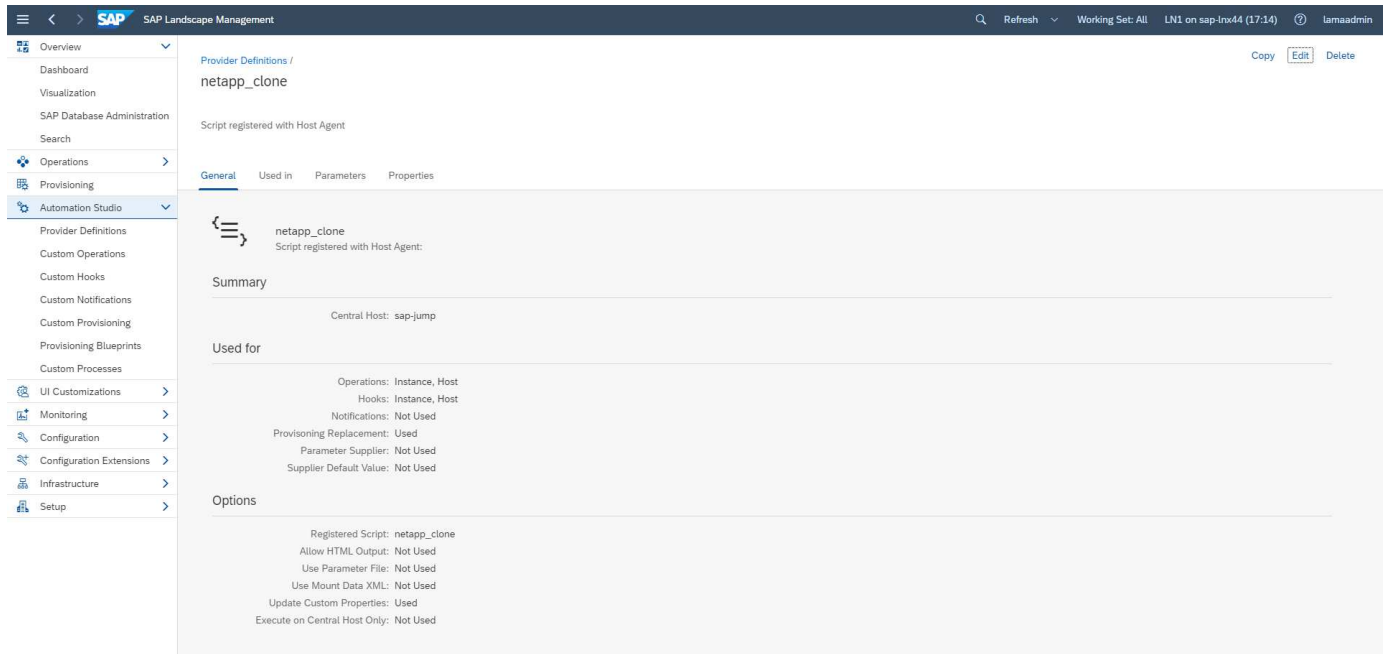 SAP SAP Landscape Management
Refresh Working Set: All LN1 on sap-lnx44 (17:14) lamaadmin
Overview
Dashboard
Visualization
SAP Database Administration
Search
Operations
Provisioning
Automation Studio
Provider Definitions
Custom Operations
Custom Hooks
Custom Notifications
Custom Provisioning
Provisioning Blueprints
Custom Processes
UI Customizations
Monitoring
Configuration
Configuration Extensions
Infrastructure
Setup
Provider Definitions /
Copy Edit Delete
netapp_clone
Script registered with Host Agent
General Used in Parameters Properties
netapp_clone
Script registered with Host Agent:
Summary
Central Host: sap-jump
Used for
Operations: Instance, Host
Hooks: Instance, Host
Notifications: Not Used
Provisoning Replacement: Used
Parameter Supplier: Not Used
Supplier Default Value: Not Used
Options
Registered Script: netapp_clone
Allow HTML Output: Not Used
Use Parameter File: Not Used
Use Mount Data XML: Not Used
Update Custom Properties: Used
Execute on Central Host Only: Not Used